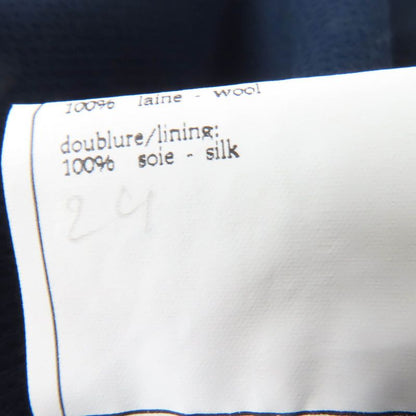 100% laine - wool
doublure/lining:
100% soie - silk
24